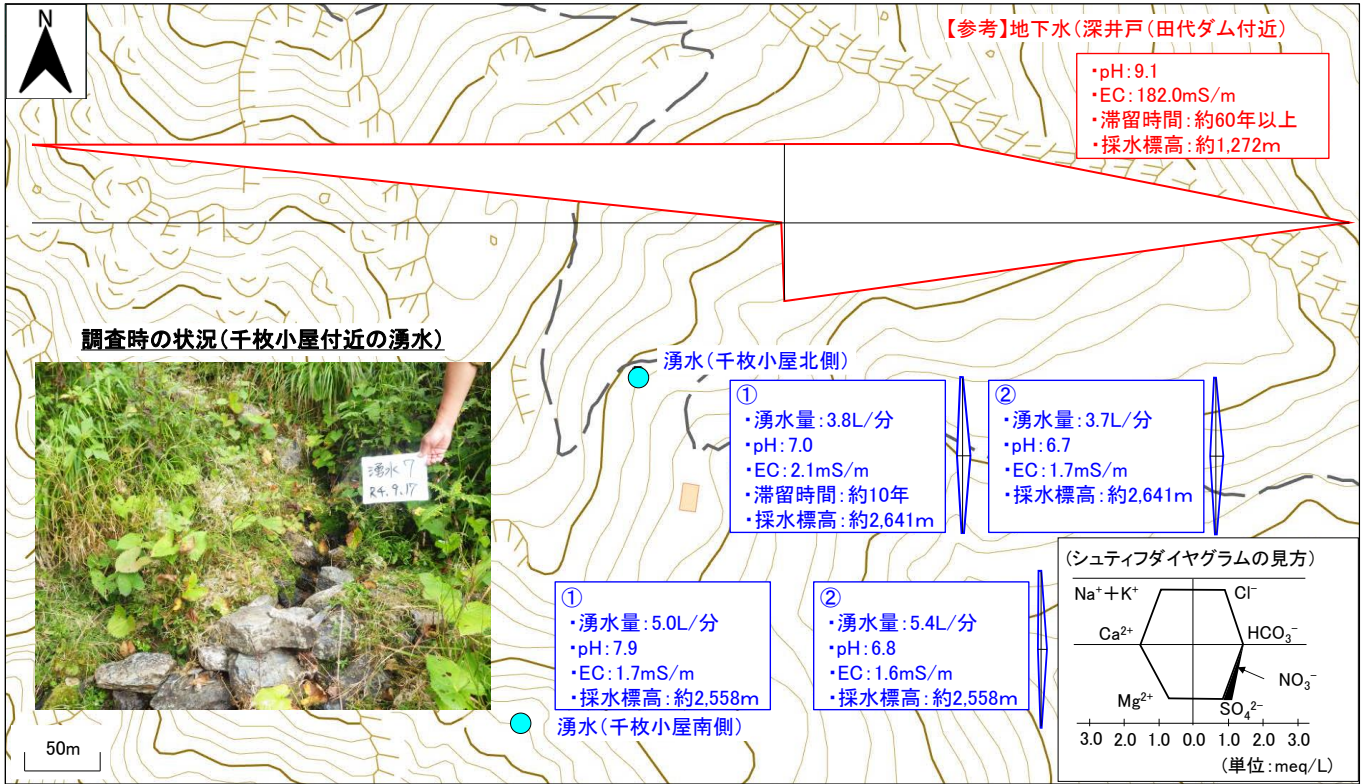 N
【参考】地下水(深井戸(田代ダム付近)
・pH:9.1
・EC:182.0mS/m
・滞留時間:約60年以上
・採水標高:約1,272m
調査時の状況(千枚小屋付近の湧水)
湧水7
R4.9.17
湧水(千枚小屋北側)
①
・湧水量:3.8L/分
・pH:7.0
・EC:2.1mS/m
・滞留時間:約10年
・採水標高:約2,641m
②
・湧水量:3.7L/分
・pH:6.7
・EC:1.7mS/m
・採水標高:約2,641m
①
・湧水量:5.0L/分
・pH:7.9
・EC:1.7mS/m
・採水標高:約2,558m
②
・湧水量:5.4L/分
・pH:6.8
・EC:1.6mS/m
・採水標高:約2,558m
湧水(千枚小屋南側)
50m
(シュティフダイヤグラムの見方)
Na⁺+K⁺ Cl⁻
Ca²⁺ HCO₃⁻
NO₃⁻
Mg²⁺ SO₄²⁻
3.0 2.0 1.0 0.0 1.0 2.0 3.0
(単位:meq/L)